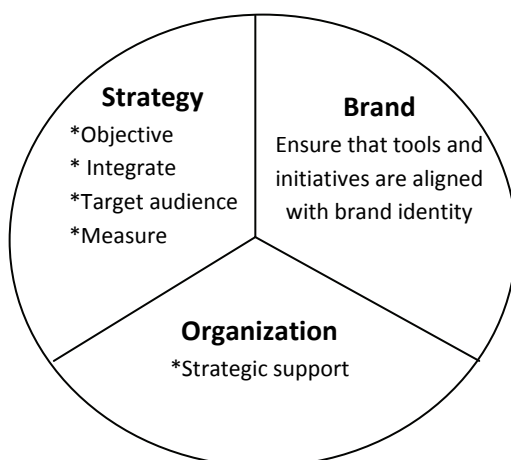 Strategy
*Objective
* Integrate
*Target audience
*Measure
Brand
Ensure that tools and
initiatives are aligned
with brand identity
Organization
*Strategic support